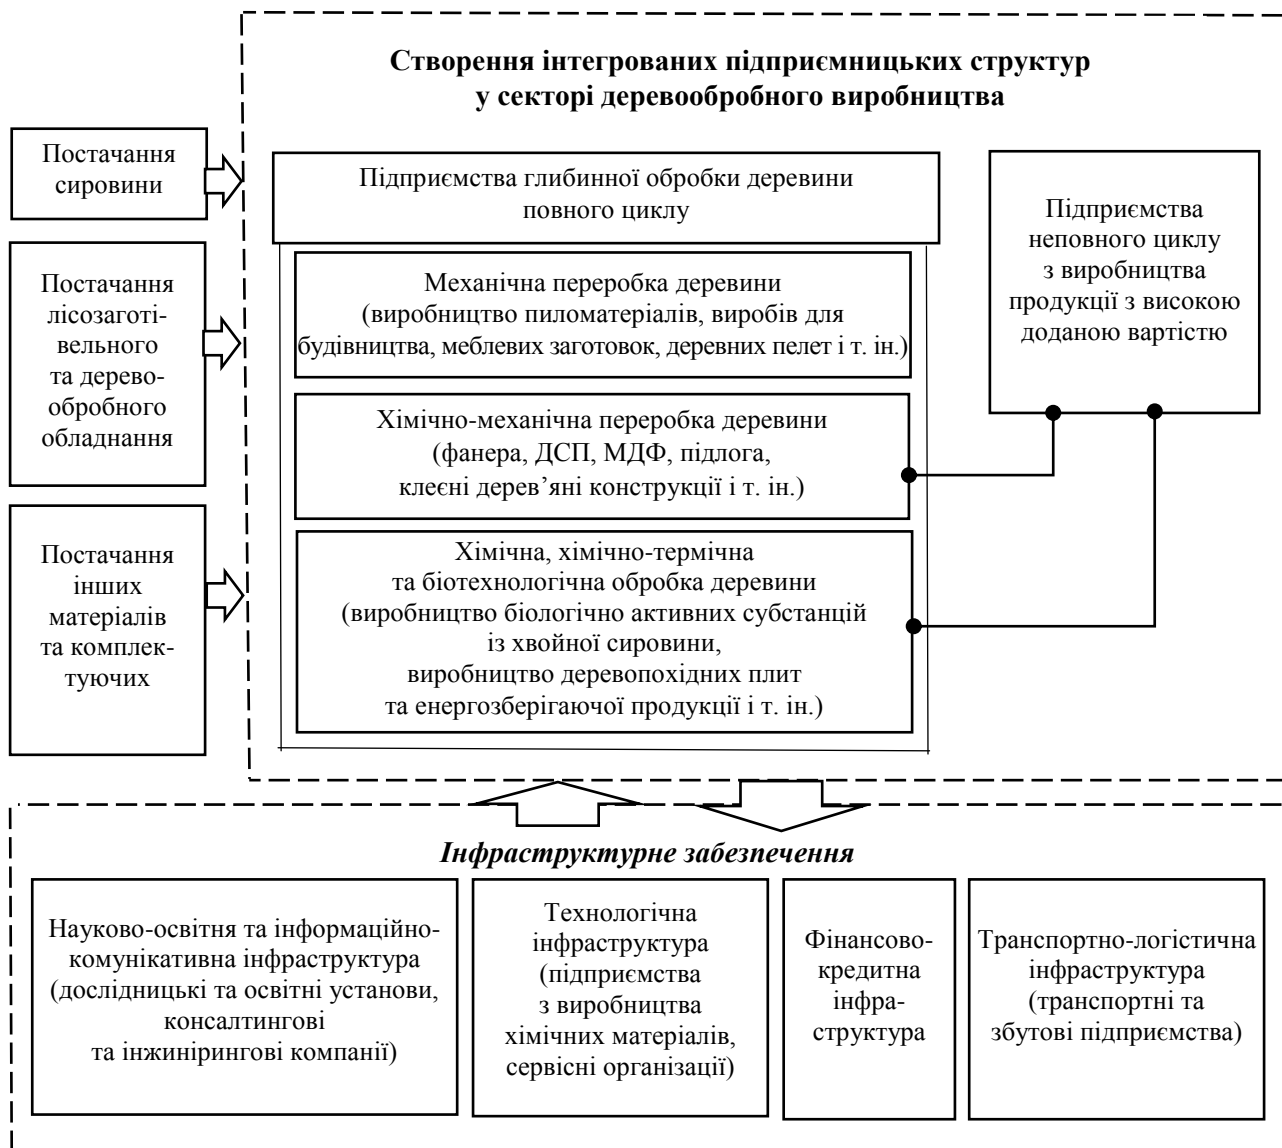 Створення інтегрованих підприємницьких структур
у секторі деревообробного виробництва
Постачання
сировини
Постачання
лісозаготі-
вельного
та дерево-
обробного
обладнання
Постачання
інших
матеріалів
та комплек-
туючих
Підприємства глибинної обробки деревини
повного циклу
Механічна переробка деревини
(виробництво пиломатеріалів, виробів для
будівництва, меблевих заготовок, деревних пелет і т. ін.)
Хімічно-механічна переробка деревини
(фанера, ДСП, МДФ, підлога,
клеєні дерев’яні конструкції і т. ін.)
Хімічна, хімічно-термічна
та біотехнологічна обробка деревини
(виробництво біологічно активних субстанцій
із хвойної сировини,
виробництво деревопохідних плит
та енергозберігаючої продукції і т. ін.)
Підприємства
неповного циклу
з виробництва
продукції з високою
доданою вартістю
Інфраструктурне забезпечення
Науково-освітня та інформаційно-
комунікативна інфраструктура
(дослідницькі та освітні установи,
консалтингові
та інжинірингові компанії)
Технологічна
інфраструктура
(підприємства
з виробництва
хімічних матеріалів,
сервісні організації)
Фінансово-
кредитна
інфра-
структура
Транспортно-логістична
інфраструктура
(транспортні та
збутові підприємства)